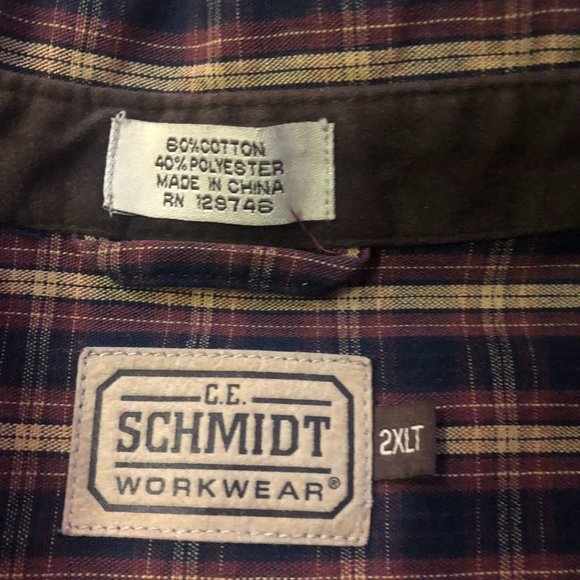 60% COTTON
40% POLYESTER
MADE IN CHINA
RN 129746
C.E.
SCHMIDT
WORKWEAR®
2XLT